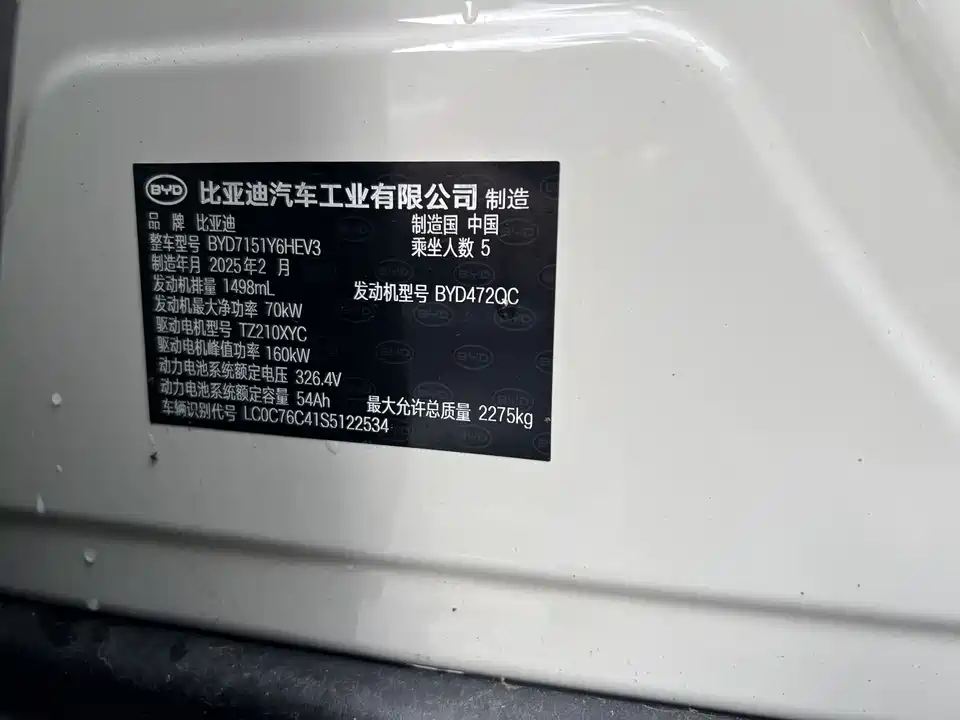 BYD 比亚迪汽车工业有限公司 制造
品 牌 比亚迪 制造国 中国
整车型号 BYD7151Y6HEV3 乘坐人数 5
制造年月 2025年2 月
发动机排量 1498mL 发动机型号 BYD472QC
发动机最大净功率 70kW
驱动电机型号 TZ210XYC
驱动电机峰值功率 160kW
动力电池系统额定电压 326.4V
动力电池系统额定容量 54Ah 最大允许总质量 2275kg
车辆识别代号 LC0C76C41S5122534